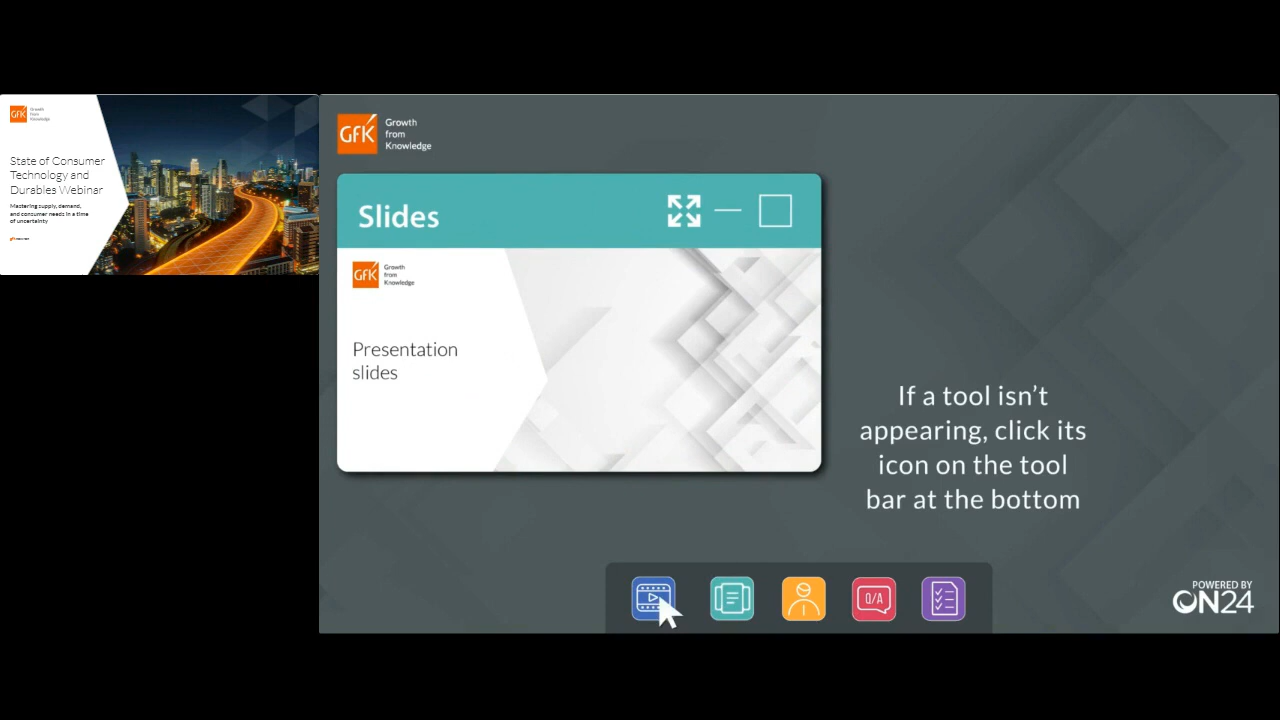 GfK
Growth
from
Knowledge
State of Consumer
Technology and
Durables Webinar
Mastering supply, demand,
and consumer needs in a time
of uncertainty
GfK
Growth
from
Knowledge
Slides
GfK
Growth
from
Knowledge
Presentation
slides
If a tool isn’t
appearing, click its
icon on the tool
bar at the bottom
Q/A
POWERED BY
ON24